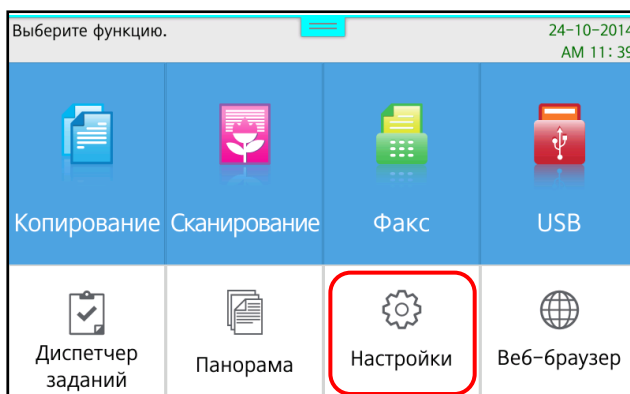 Выберите функцию.
24-10-2014
AM 11:39
Копирование
Сканирование
Факс
USB
Диспетчер
заданий
Панорама
Настройки
Веб-браузер